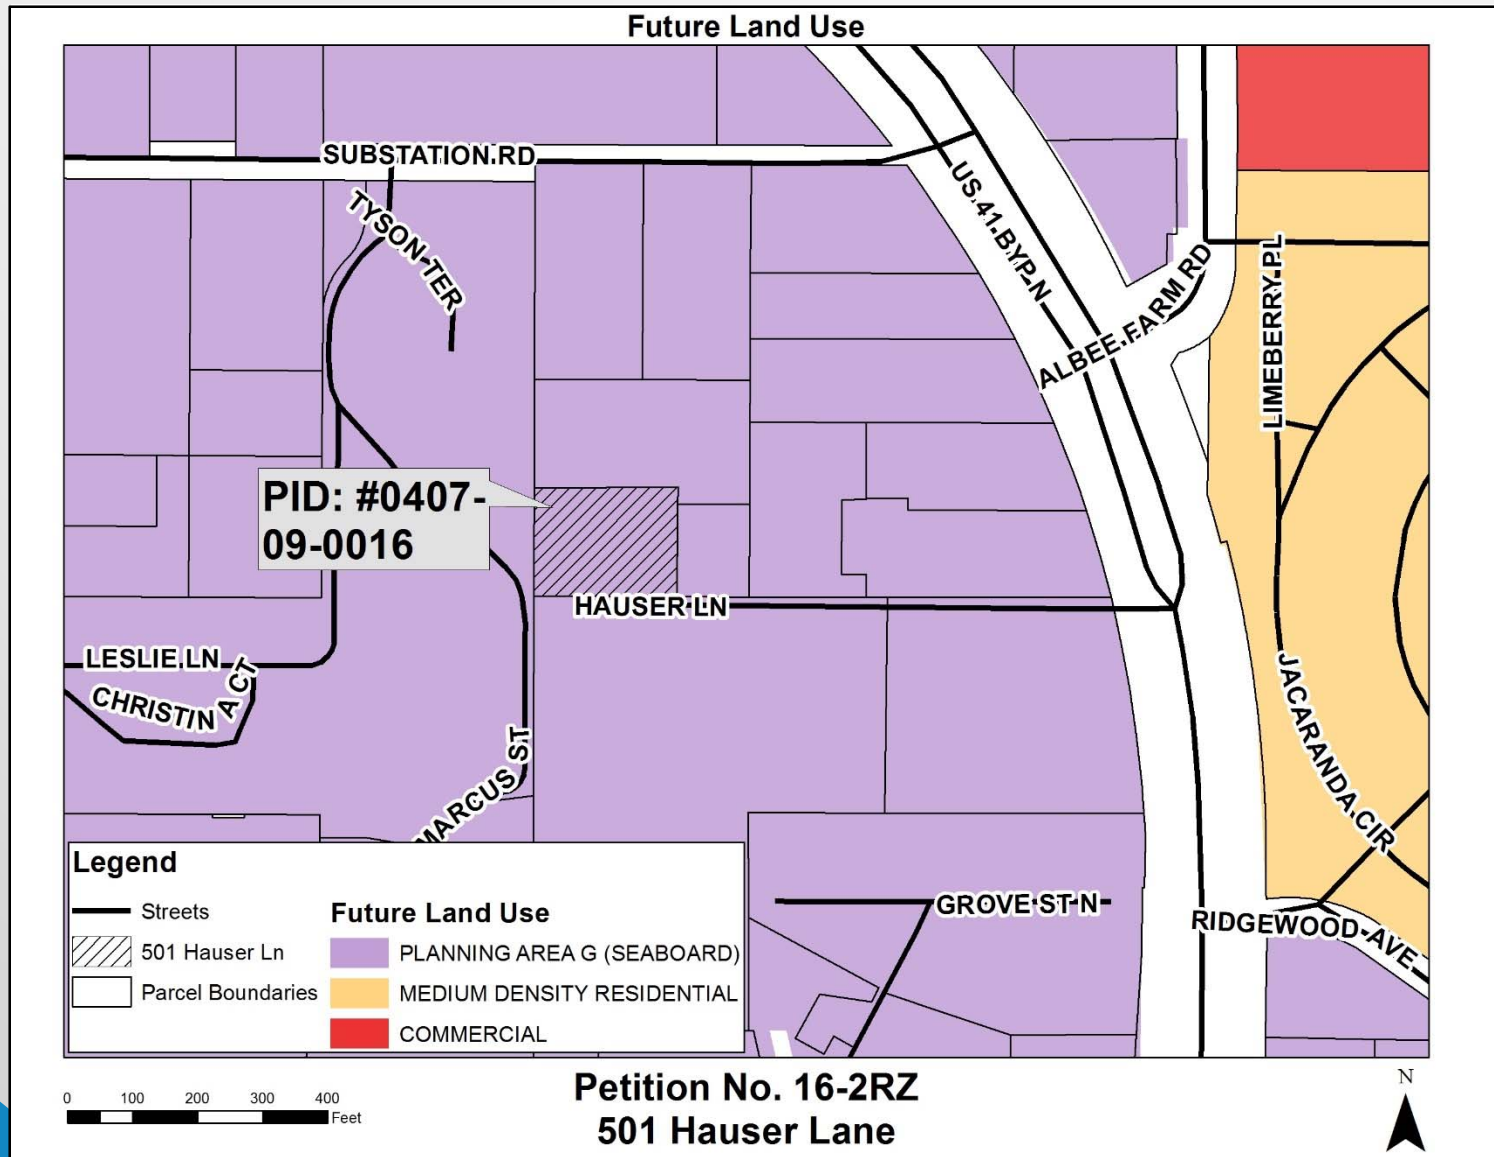 Future Land Use
SUBSTATION RD
TYSON TER
US 41 BYP N
ALBEE FARM RD
LIMEBERRY PL
PID: #0407-
09-0016
HAUSER LN
LESLIE LN
CHRISTIN A CT
JACARANDA CIR
MARCUS ST
GROVE ST N
RIDGEWOOD AVE
Legend
Streets
501 Hauser Ln
Parcel Boundaries
Future Land Use
PLANNING AREA G (SEABOARD)
MEDIUM DENSITY RESIDENTIAL
COMMERCIAL
0 100 200 300 400
Feet
Petition No. 16-2RZ
501 Hauser Lane
N